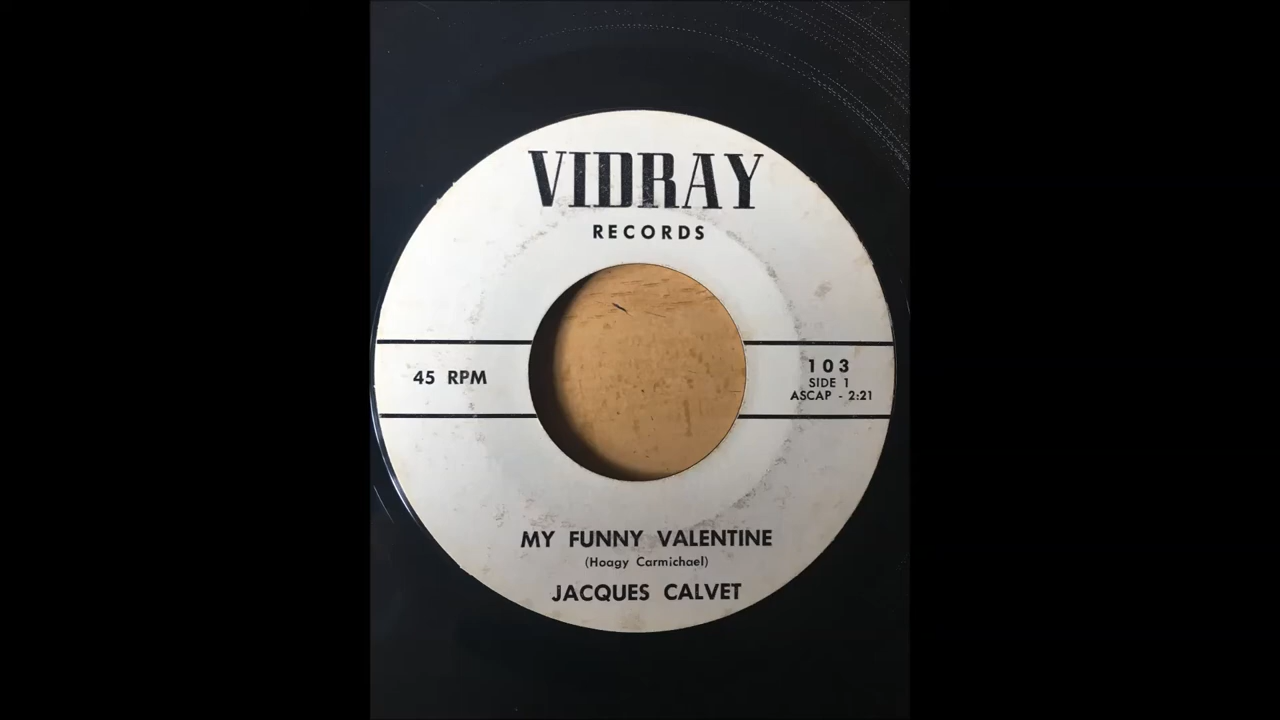 VIDRAY
RECORDS
45 RPM
103
SIDE 1
ASCAP - 2:21
MY FUNNY VALENTINE
(Hoagy Carmichael)
JACQUES CALVET